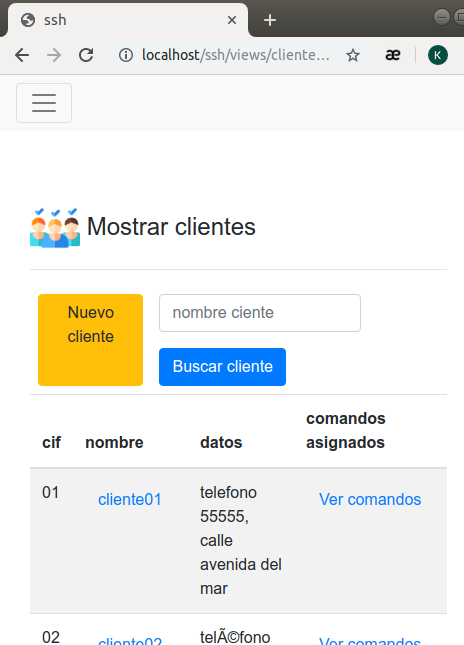 ssh
localhost/ssh/views/cliente...
æ
K
Mostrar clientes
Nuevo
cliente
nombre ciente
Buscar cliente
cif nombre datos comandos
asignados
01 cliente01 telefono Ver comandos
55555,
calle
avenida del
mar
02 cliente02 telÃ©fono Ver comandos